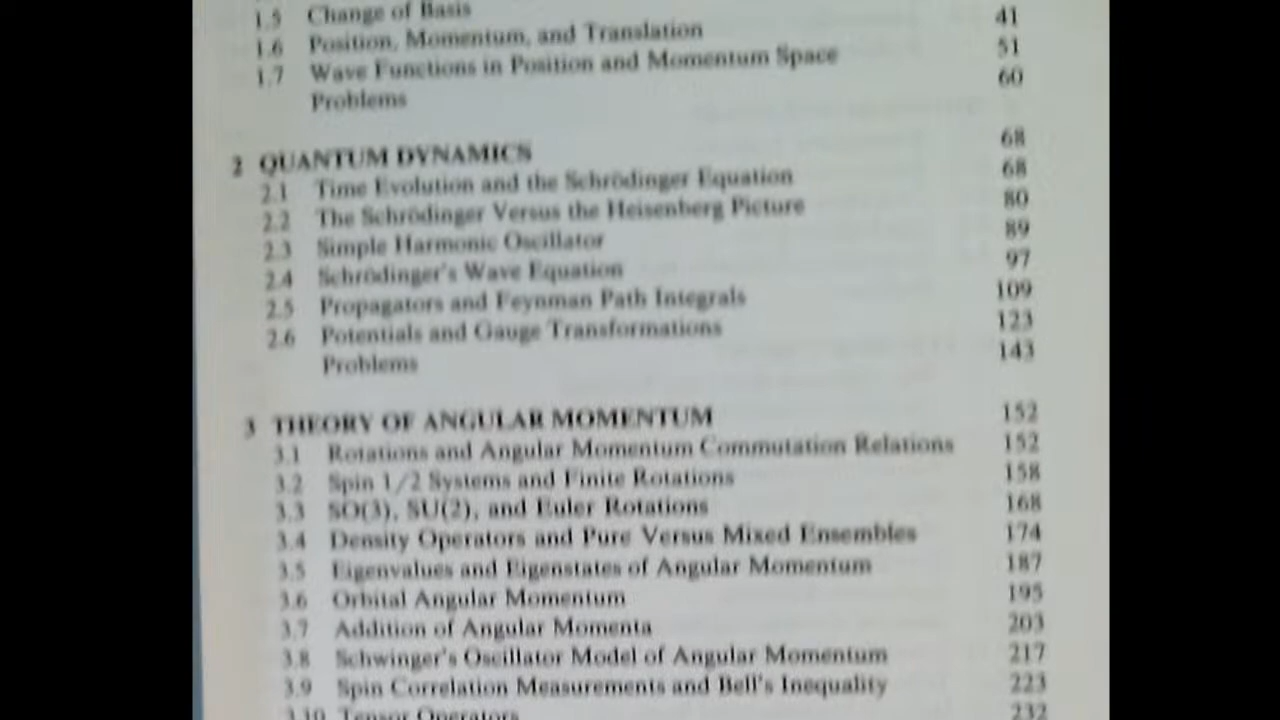 1.5 Change of Basis
1.6 Position, Momentum, and Translation 41
1.7 Wave Functions in Position and Momentum Space 51
Problems 60
2 QUANTUM DYNAMICS 68
2.1 Time Evolution and the Schrödinger Equation 68
2.2 The Schrödinger Versus the Heisenberg Picture 80
2.3 Simple Harmonic Oscillator 89
2.4 Schrödinger's Wave Equation 97
2.5 Propagators and Feynman Path Integrals 109
2.6 Potentials and Gauge Transformations 123
Problems 143
3 THEORY OF ANGULAR MOMENTUM 152
3.1 Rotations and Angular Momentum Commutation Relations 152
3.2 Spin 1/2 Systems and Finite Rotations 158
3.3 SO(3), SU(2), and Euler Rotations 168
3.4 Density Operators and Pure Versus Mixed Ensembles 174
3.5 Eigenvalues and Eigenstates of Angular Momentum 187
3.6 Orbital Angular Momentum 195
3.7 Addition of Angular Momenta 203
3.8 Schwinger's Oscillator Model of Angular Momentum 217
3.9 Spin Correlation Measurements and Bell's Inequality 223
3.10 Tensor Operators 232